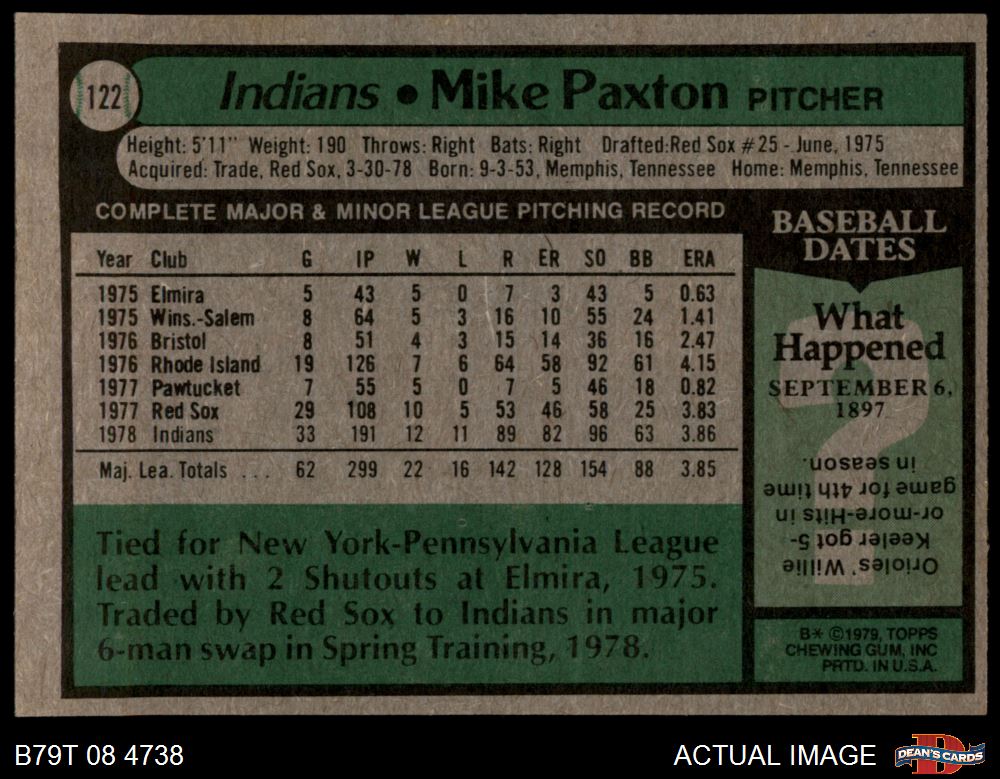 122
Indians • Mike Paxton PITCHER
Height: 5'11" Weight: 190 Throws: Right Bats: Right Drafted:Red Sox #25 - June, 1975
Acquired: Trade, Red Sox, 3-30-78 Born: 9-3-53, Memphis, Tennessee Home: Memphis, Tennessee
COMPLETE MAJOR & MINOR LEAGUE PITCHING RECORD
Year Club G IP W L R ER SO BB ERA
1975 Elmira 5 43 5 0 7 3 43 5 0.63
1975 Wins.-Salem 8 64 5 3 16 10 55 24 1.41
1976 Bristol 8 51 4 3 15 14 36 16 2.47
1976 Rhode Island 19 126 7 6 64 58 92 61 4.15
1977 Pawtucket 7 55 5 0 7 5 46 18 0.82
1977 Red Sox 29 108 10 5 53 46 58 25 3.83
1978 Indians 33 191 12 11 89 82 96 63 3.86
Maj. Lea. Totals ... 62 299 22 16 142 128 154 88 3.85
Tied for New York-Pennsylvania League
lead with 2 Shutouts at Elmira, 1975.
Traded by Red Sox to Indians in major
6-man swap in Spring Training, 1978.
BASEBALL
DATES
What
Happened
SEPTEMBER 6,
1897
?
Orioles' Willie
Keeler got 5-
or-more-Hits in
game for 4th time
in season.
B* ©1979, TOPPS
CHEWING GUM, INC
PRTD. IN U.S.A.
B79T 08 4738
ACTUAL IMAGE
DEAN'S CARDS